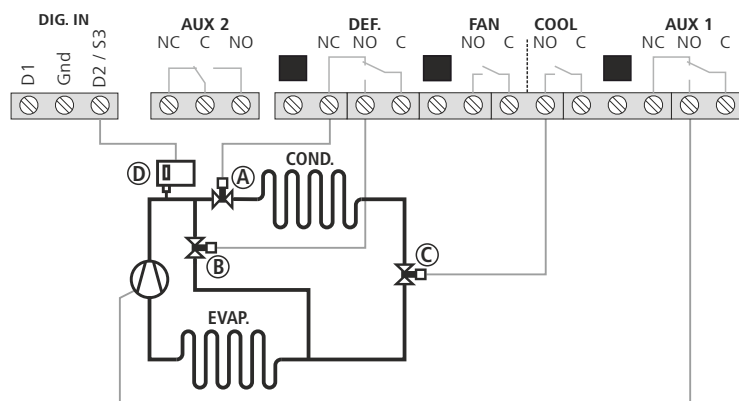 DIG. IN
AUX 2
DEF.
FAN
COOL
AUX 1
D1
Gnd
D2 / S3
NC C NO
NC NO C
NO C
NO C
NC NO C
COND.
D
A
B
C
EVAP.